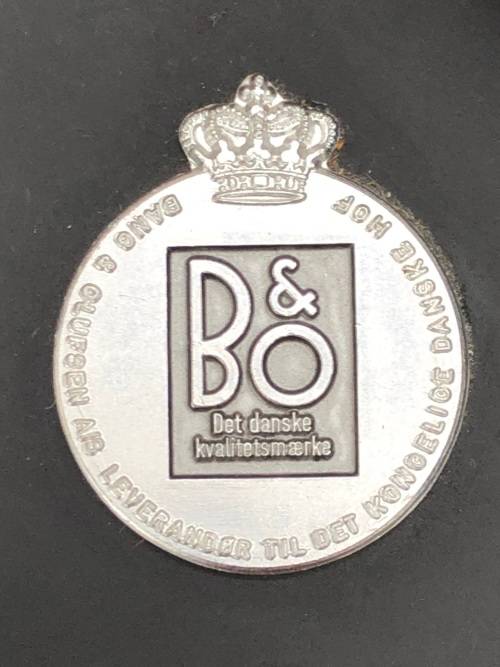 BANG & OLUFSEN A/S LEVERANDØR TIL DET KONGELIGE DANSKE HOF
B&O
Det danske
kvalitetsmærke